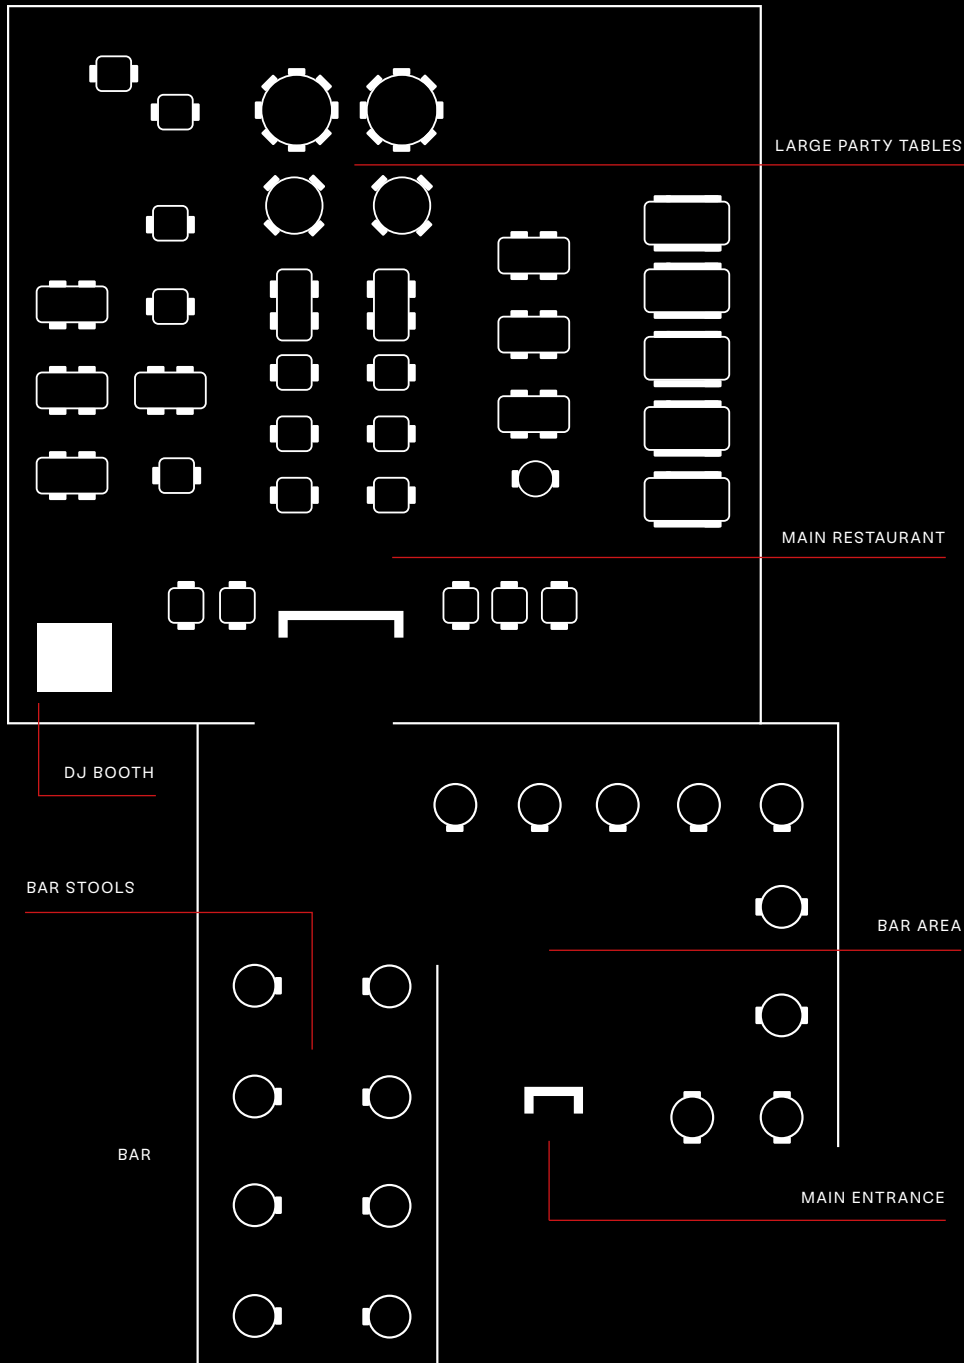 LARGE PARTY TABLES
MAIN RESTAURANT
DJ BOOTH
BAR STOOLS
BAR AREA
BAR
MAIN ENTRANCE